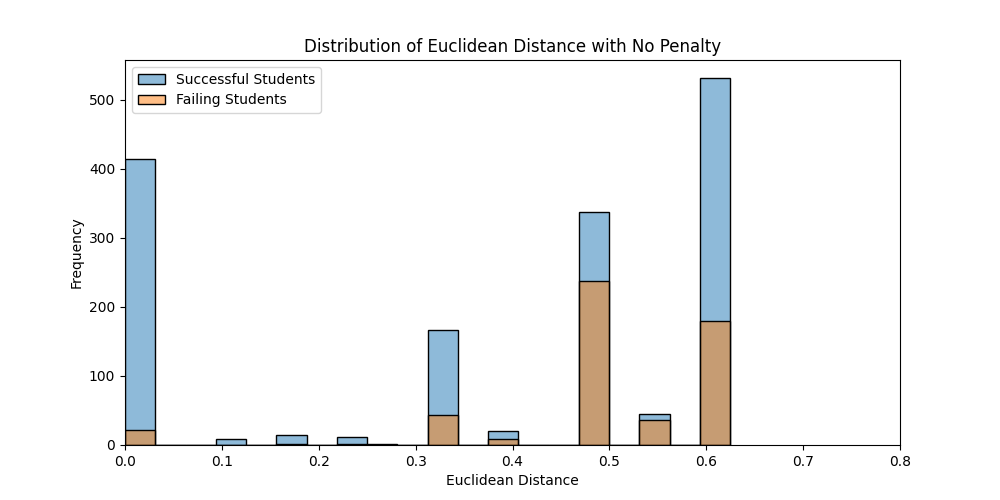 Distribution of Euclidean Distance with No Penalty
Successful Students
Failing Students
500
400
300
200
100
0
Frequency
0.0 0.1 0.2 0.3 0.4 0.5 0.6 0.7 0.8
Euclidean Distance